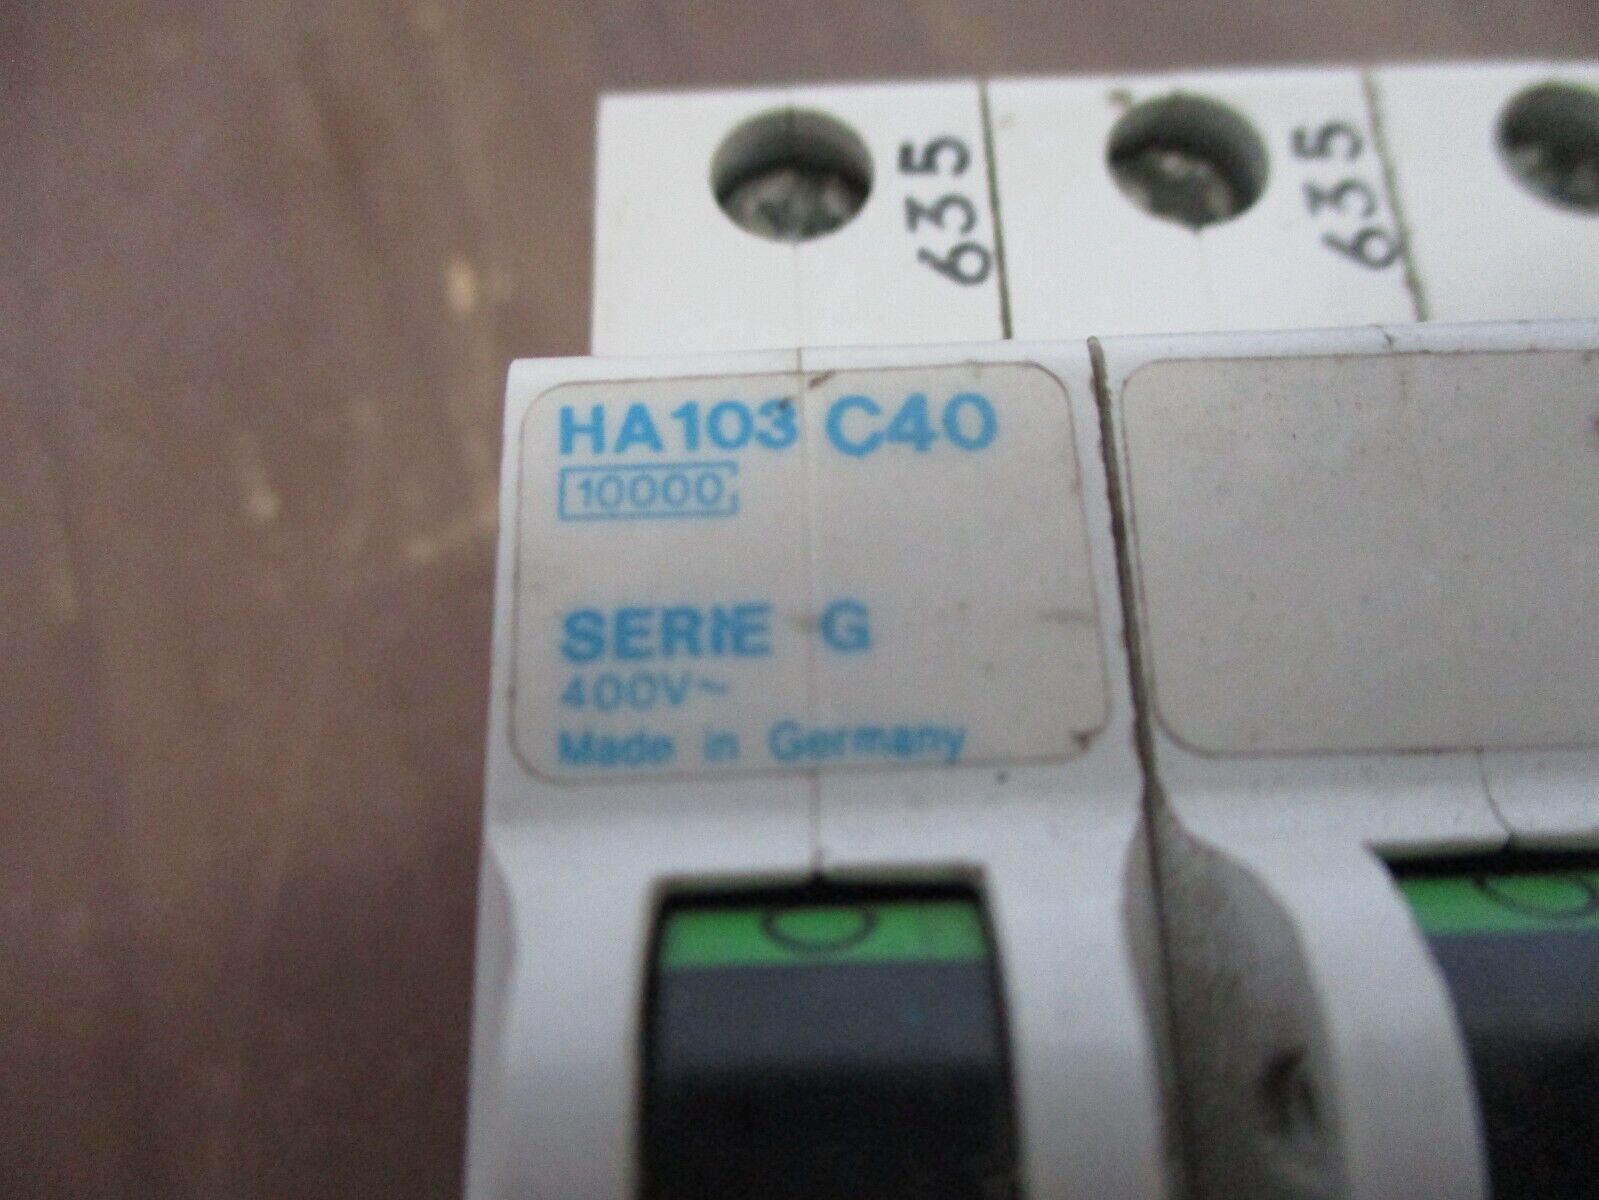 635
635
HA103 C40
10000
SERIE G
400V~
Made in Germany